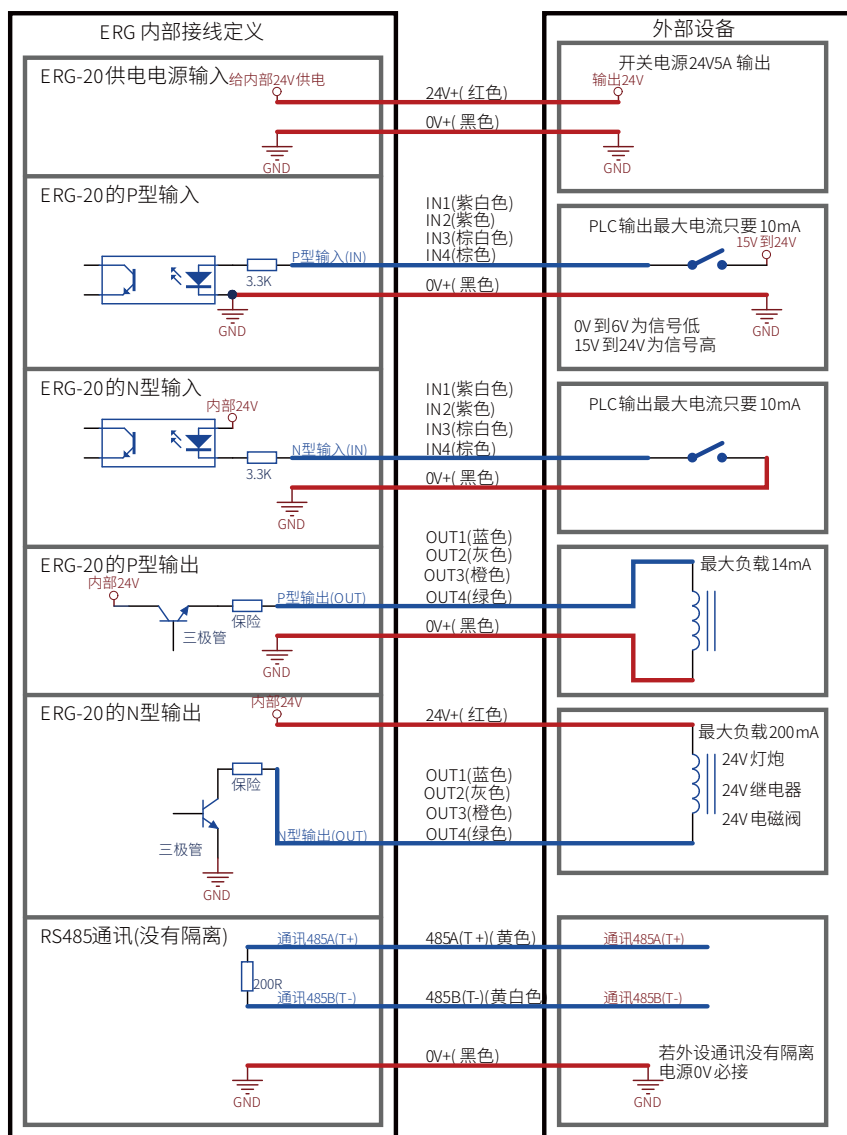 ERG 内部接线定义
外部设备
ERG-20供电电源输入
给内部24V供电
GND
24V+( 红色)
0V+( 黑色)
开关电源24V5A 输出
输出24V
GND
ERG-20的P型输入
P型输入(IN)
3.3K
GND
IN1(紫白色)
IN2(紫色)
IN3(棕白色)
IN4(棕色)
0V+( 黑色)
PLC输出最大电流只要10mA
15V到24V
GND
0V到6V为信号低
15V到24V为信号高
ERG-20的N型输入
内部24V
N型输入(IN)
3.3K
GND
IN1(紫白色)
IN2(紫色)
IN3(棕白色)
IN4(棕色)
0V+( 黑色)
PLC输出最大电流只要10mA
ERG-20的P型输出
内部24V
P型输出(OUT)
保险
三极管
GND
OUT1(蓝色)
OUT2(灰色)
OUT3(橙色)
OUT4(绿色)
0V+( 黑色)
最大负载14mA
ERG-20的N型输出
内部24V
保险
N型输出(OUT)
三极管
GND
24V+( 红色)
OUT1(蓝色)
OUT2(灰色)
OUT3(橙色)
OUT4(绿色)
最大负载200mA
24V灯炮
24V继电器
24V电磁阀
RS485通讯(没有隔离)
通讯485A(T+)
200R
通讯485B(T-)
GND
485A(T+)(黄色)
485B(T-)(黄白色
0V+( 黑色)
通讯485A(T+)
通讯485B(T-)
若外设通讯没有隔离
电源0V必接
GND